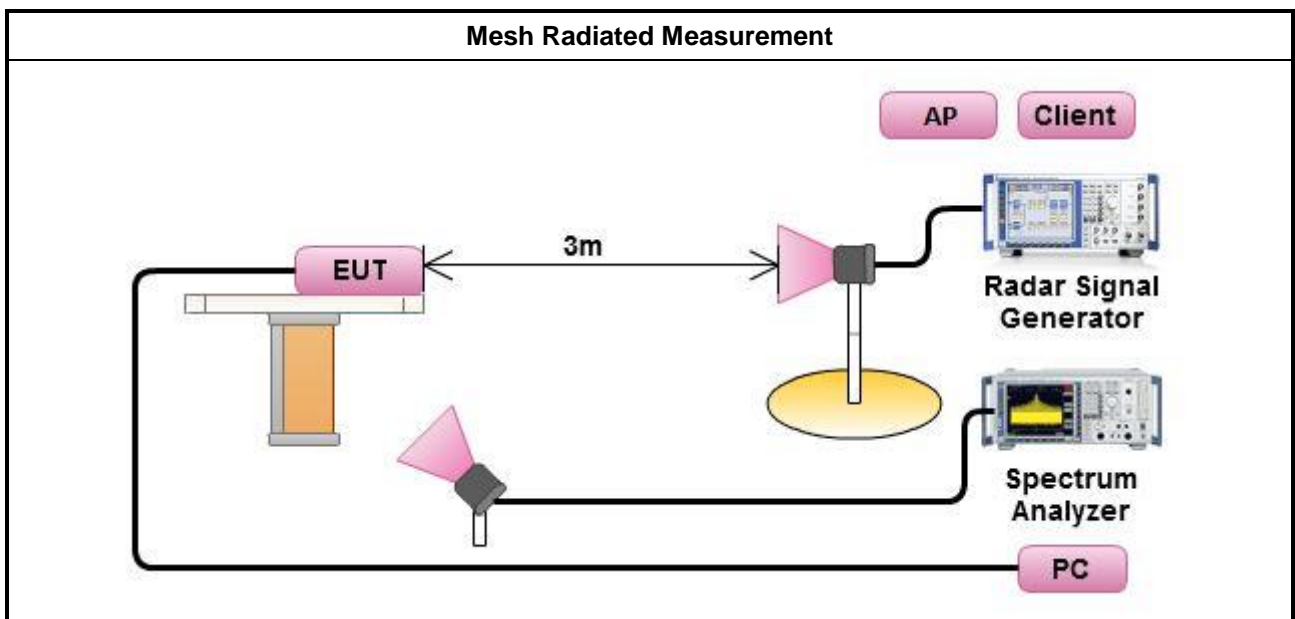 Mesh Radiated Measurement
AP
Client
EUT
3m
Radar Signal
Generator
Spectrum
Analyzer
PC